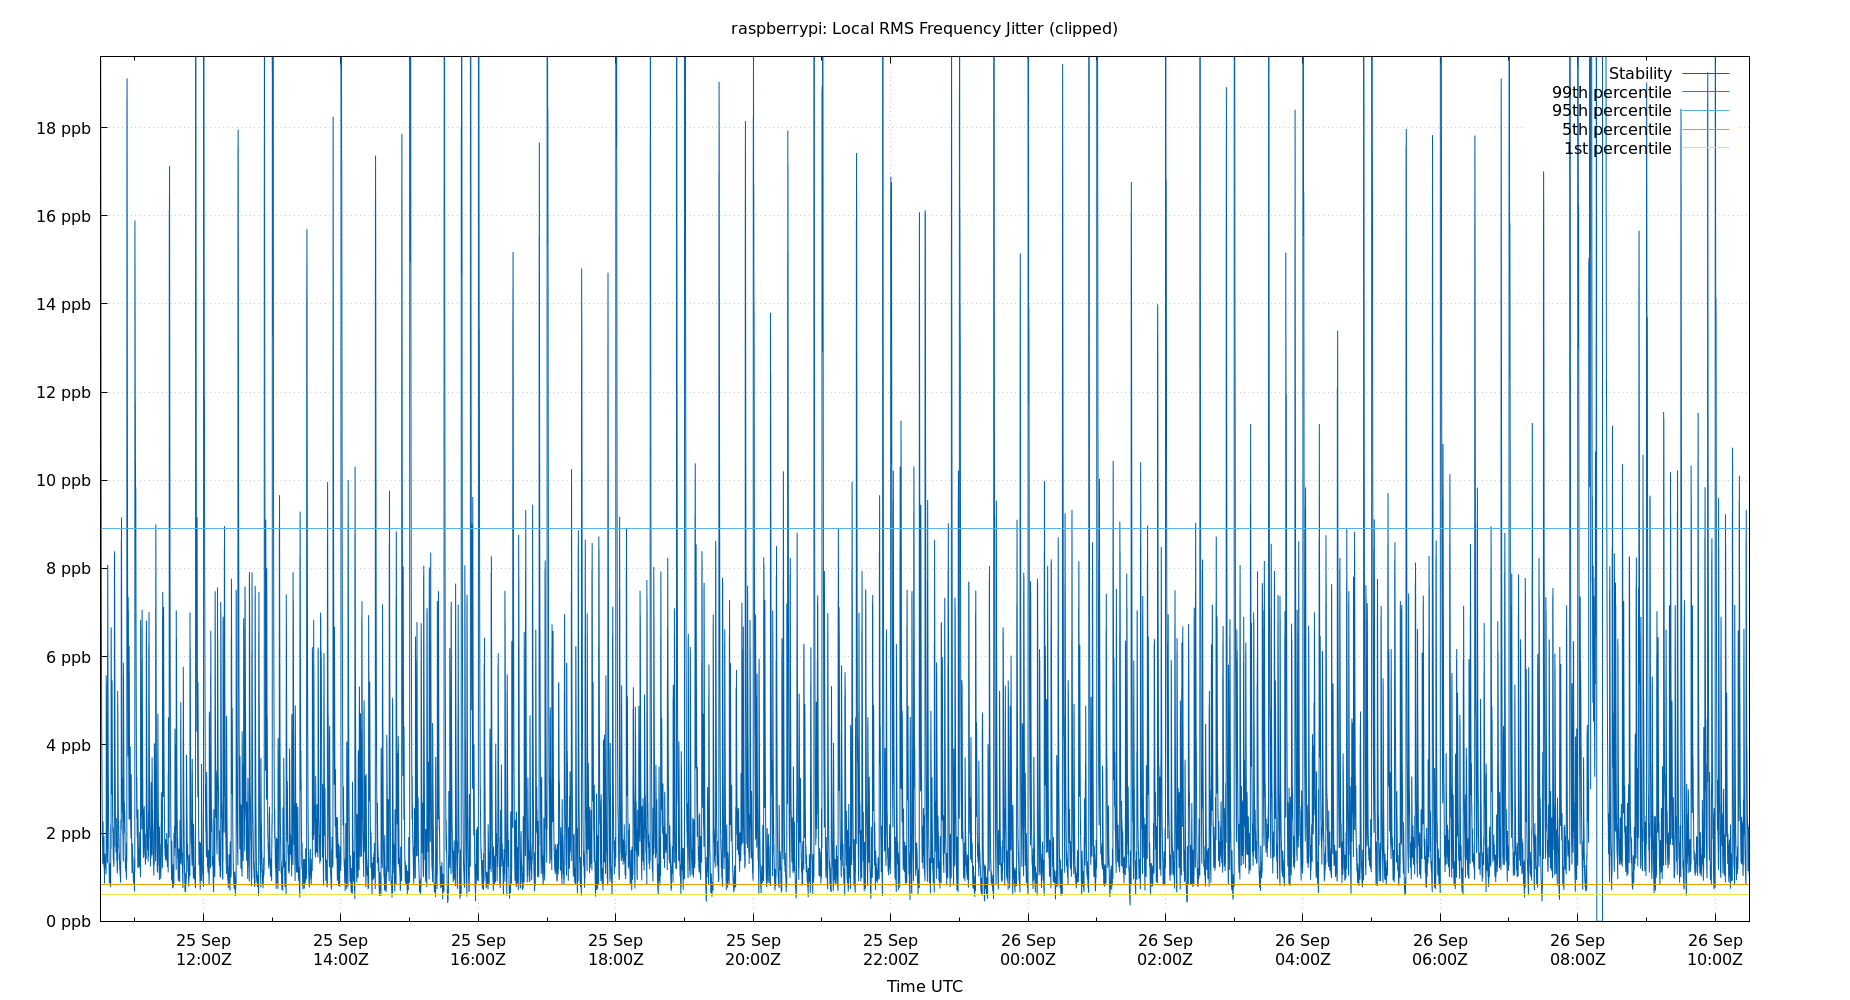 raspberrypi: Local RMS Frequency Jitter (clipped)
Stability
99th percentile
95th percentile
5th percentile
1st percentile
18 ppb
16 ppb
14 ppb
12 ppb
10 ppb
8 ppb
6 ppb
4 ppb
2 ppb
0 ppb
25 Sep 25 Sep 25 Sep 25 Sep 25 Sep 25 Sep 26 Sep 26 Sep 26 Sep 26 Sep 26 Sep 26 Sep
12:00Z 14:00Z 16:00Z 18:00Z 20:00Z 22:00Z 00:00Z 02:00Z 04:00Z 06:00Z 08:00Z 10:00Z
Time UTC